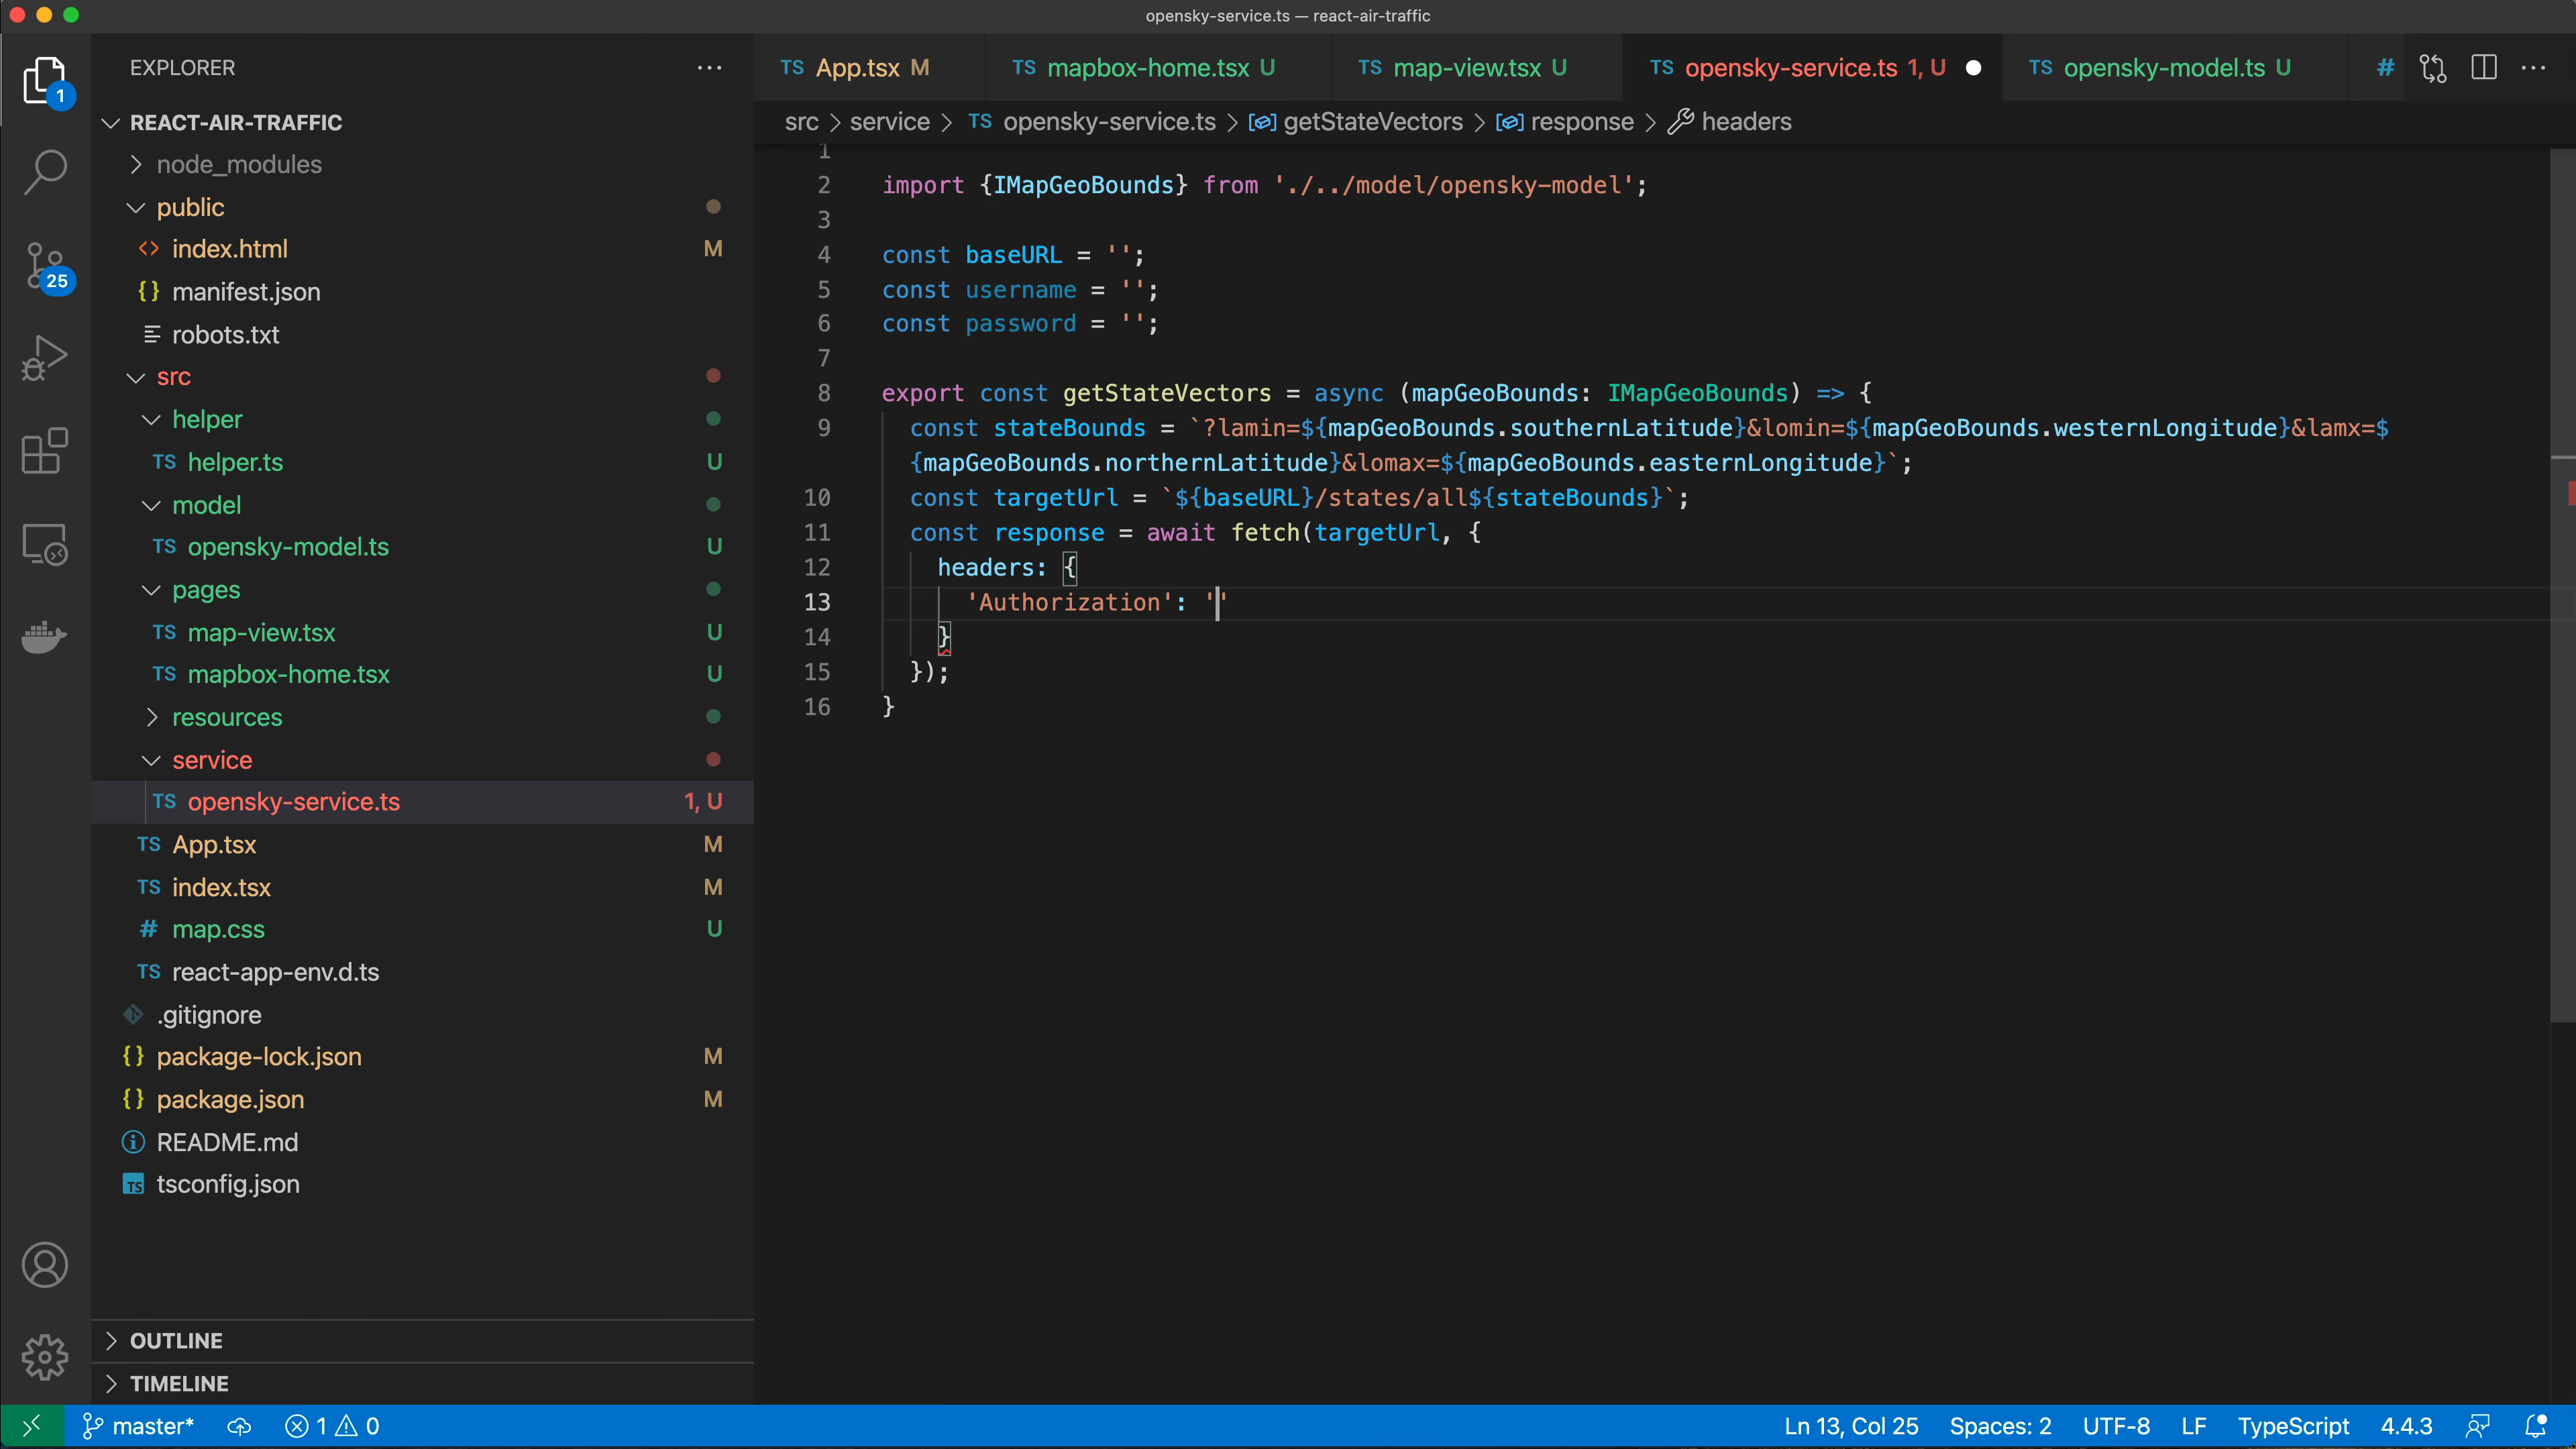 opensky-service.ts — react-air-traffic
EXPLORER
TS App.tsx M
TS mapbox-home.tsx U
TS map-view.tsx U
TS opensky-service.ts 1, U
TS opensky-model.ts U
#
1
REACT-AIR-TRAFFIC
src > service > TS opensky-service.ts > getStateVectors > response > headers
node_modules
public
index.html M
manifest.json
robots.txt
src
helper
TS helper.ts U
model
TS opensky-model.ts U
pages
TS map-view.tsx U
TS mapbox-home.tsx U
resources
service
TS opensky-service.ts 1, U
TS App.tsx M
TS index.tsx M
# map.css U
TS react-app-env.d.ts
.gitignore
{} package-lock.json M
{} package.json M
README.md
TS tsconfig.json
OUTLINE
TIMELINE
25
1
2 import {IMapGeoBounds} from './../model/opensky-model';
3
4 const baseURL = '';
5 const username = '';
6 const password = '';
7
8 export const getStateVectors = async (mapGeoBounds: IMapGeoBounds) => {
9 const stateBounds = `?lamin=${mapGeoBounds.southernLatitude}&lomin=${mapGeoBounds.westernLongitude}&lamx=$
{mapGeoBounds.northernLatitude}&lomax=${mapGeoBounds.easternLongitude}`;
10 const targetUrl = `${baseURL}/states/all${stateBounds}`;
11 const response = await fetch(targetUrl, {
12 headers: {
13 'Authorization': ''
14 }
15 });
16 }
master* 1 0
Ln 13, Col 25 Spaces: 2 UTF-8 LF TypeScript 4.4.3